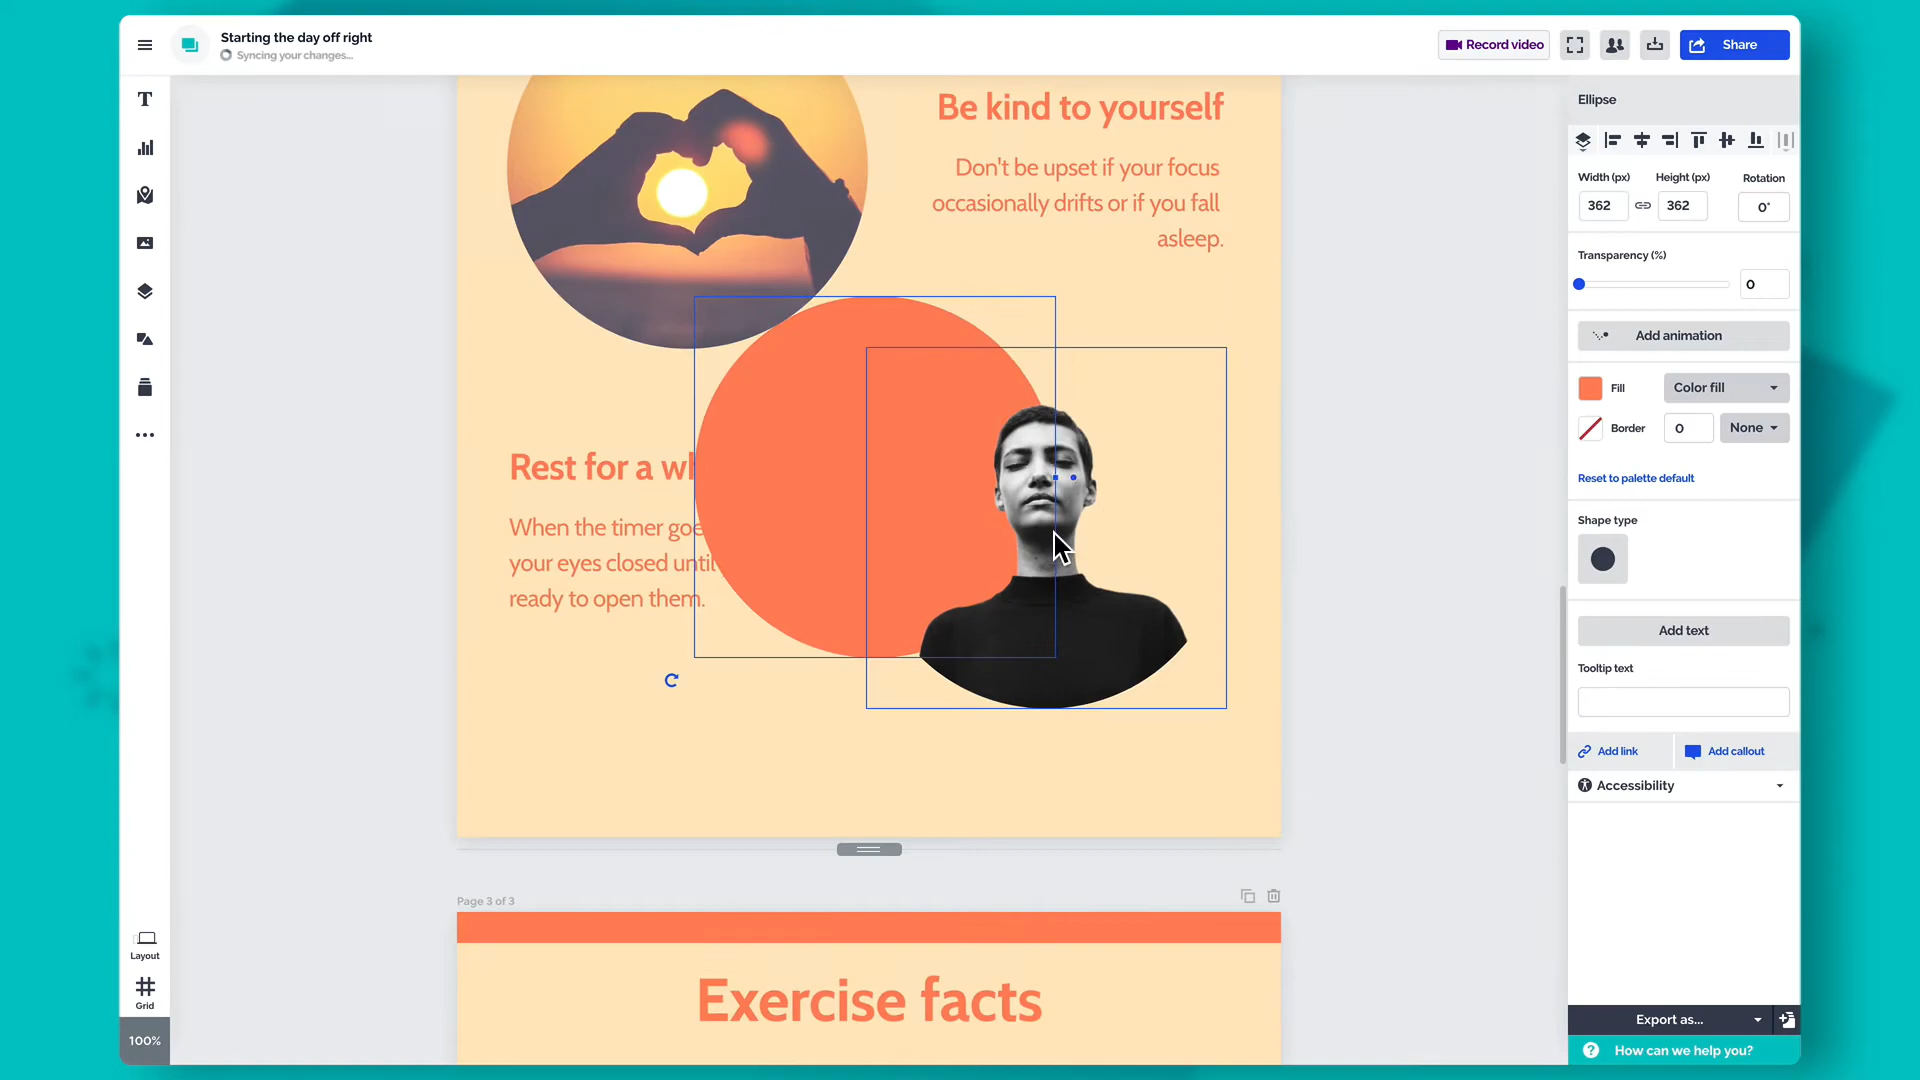 Starting the day off right
Syncing your changes...
Record video
Share
T
Ellipse
Width (px)
Height (px)
Rotation
362
362
0°
Transparency (%)
0
Add animation
Fill
Color fill
Border
0
None
Reset to palette default
Shape type
Add text
Tooltip text
Add link
Add callout
Accessibility
Be kind to yourself
Don't be upset if your focus
occasionally drifts or if you fall
asleep.
Rest for a wh
When the timer goe
your eyes closed until
ready to open them.
Page 3 of 3
Exercise facts
Layout
Grid
100%
Export as...
? How can we help you?